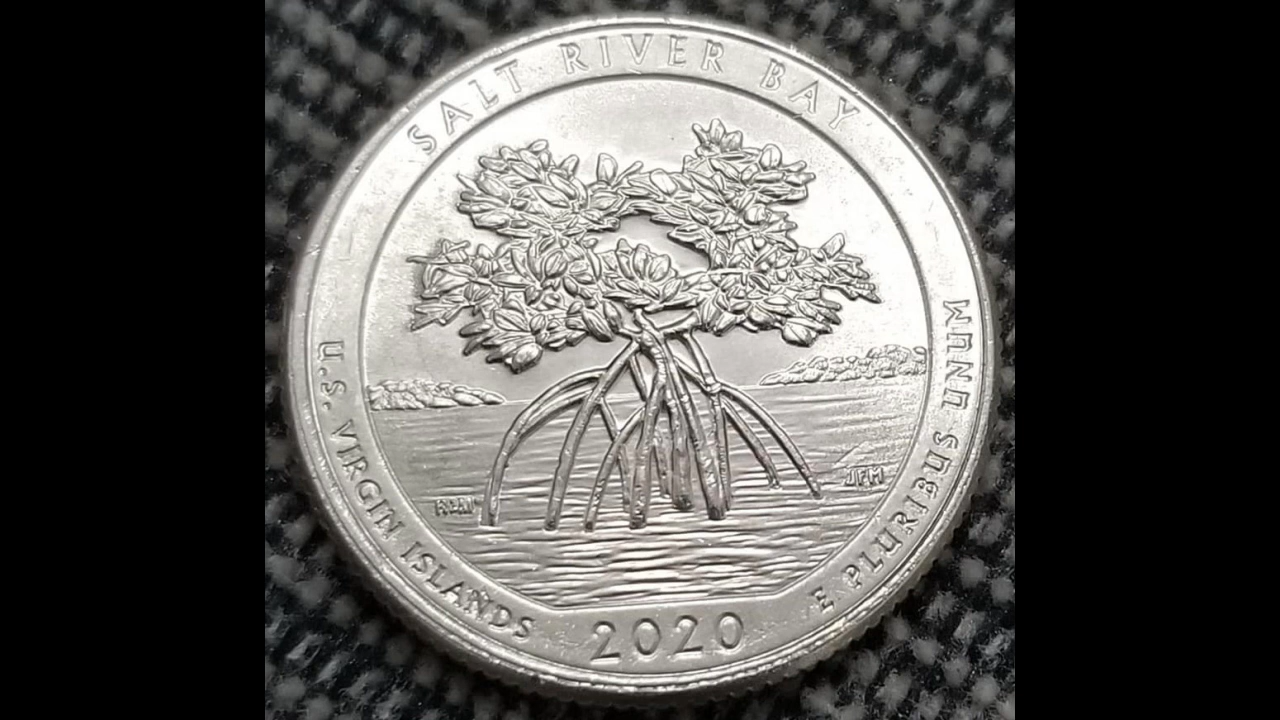 SALT RIVER BAY
U.S. VIRGIN ISLANDS
2020
E PLURIBUS UNUM
JFM